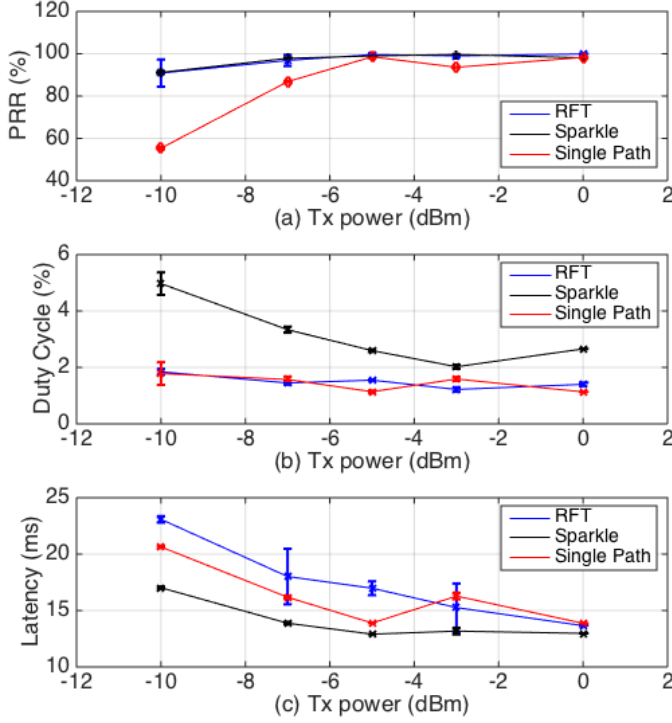 100
80
60
40
PRR (%)
RFT
Sparkle
Single Path
-12 -10 -8 -6 -4 -2 0 2
(a) Tx power (dBm)
6
4
2
0
Duty Cycle (%)
RFT
Sparkle
Single Path
-12 -10 -8 -6 -4 -2 0 2
(b) Tx power (dBm)
25
20
15
10
Latency (ms)
RFT
Sparkle
Single Path
-12 -10 -8 -6 -4 -2 0 2
(c) Tx power (dBm)